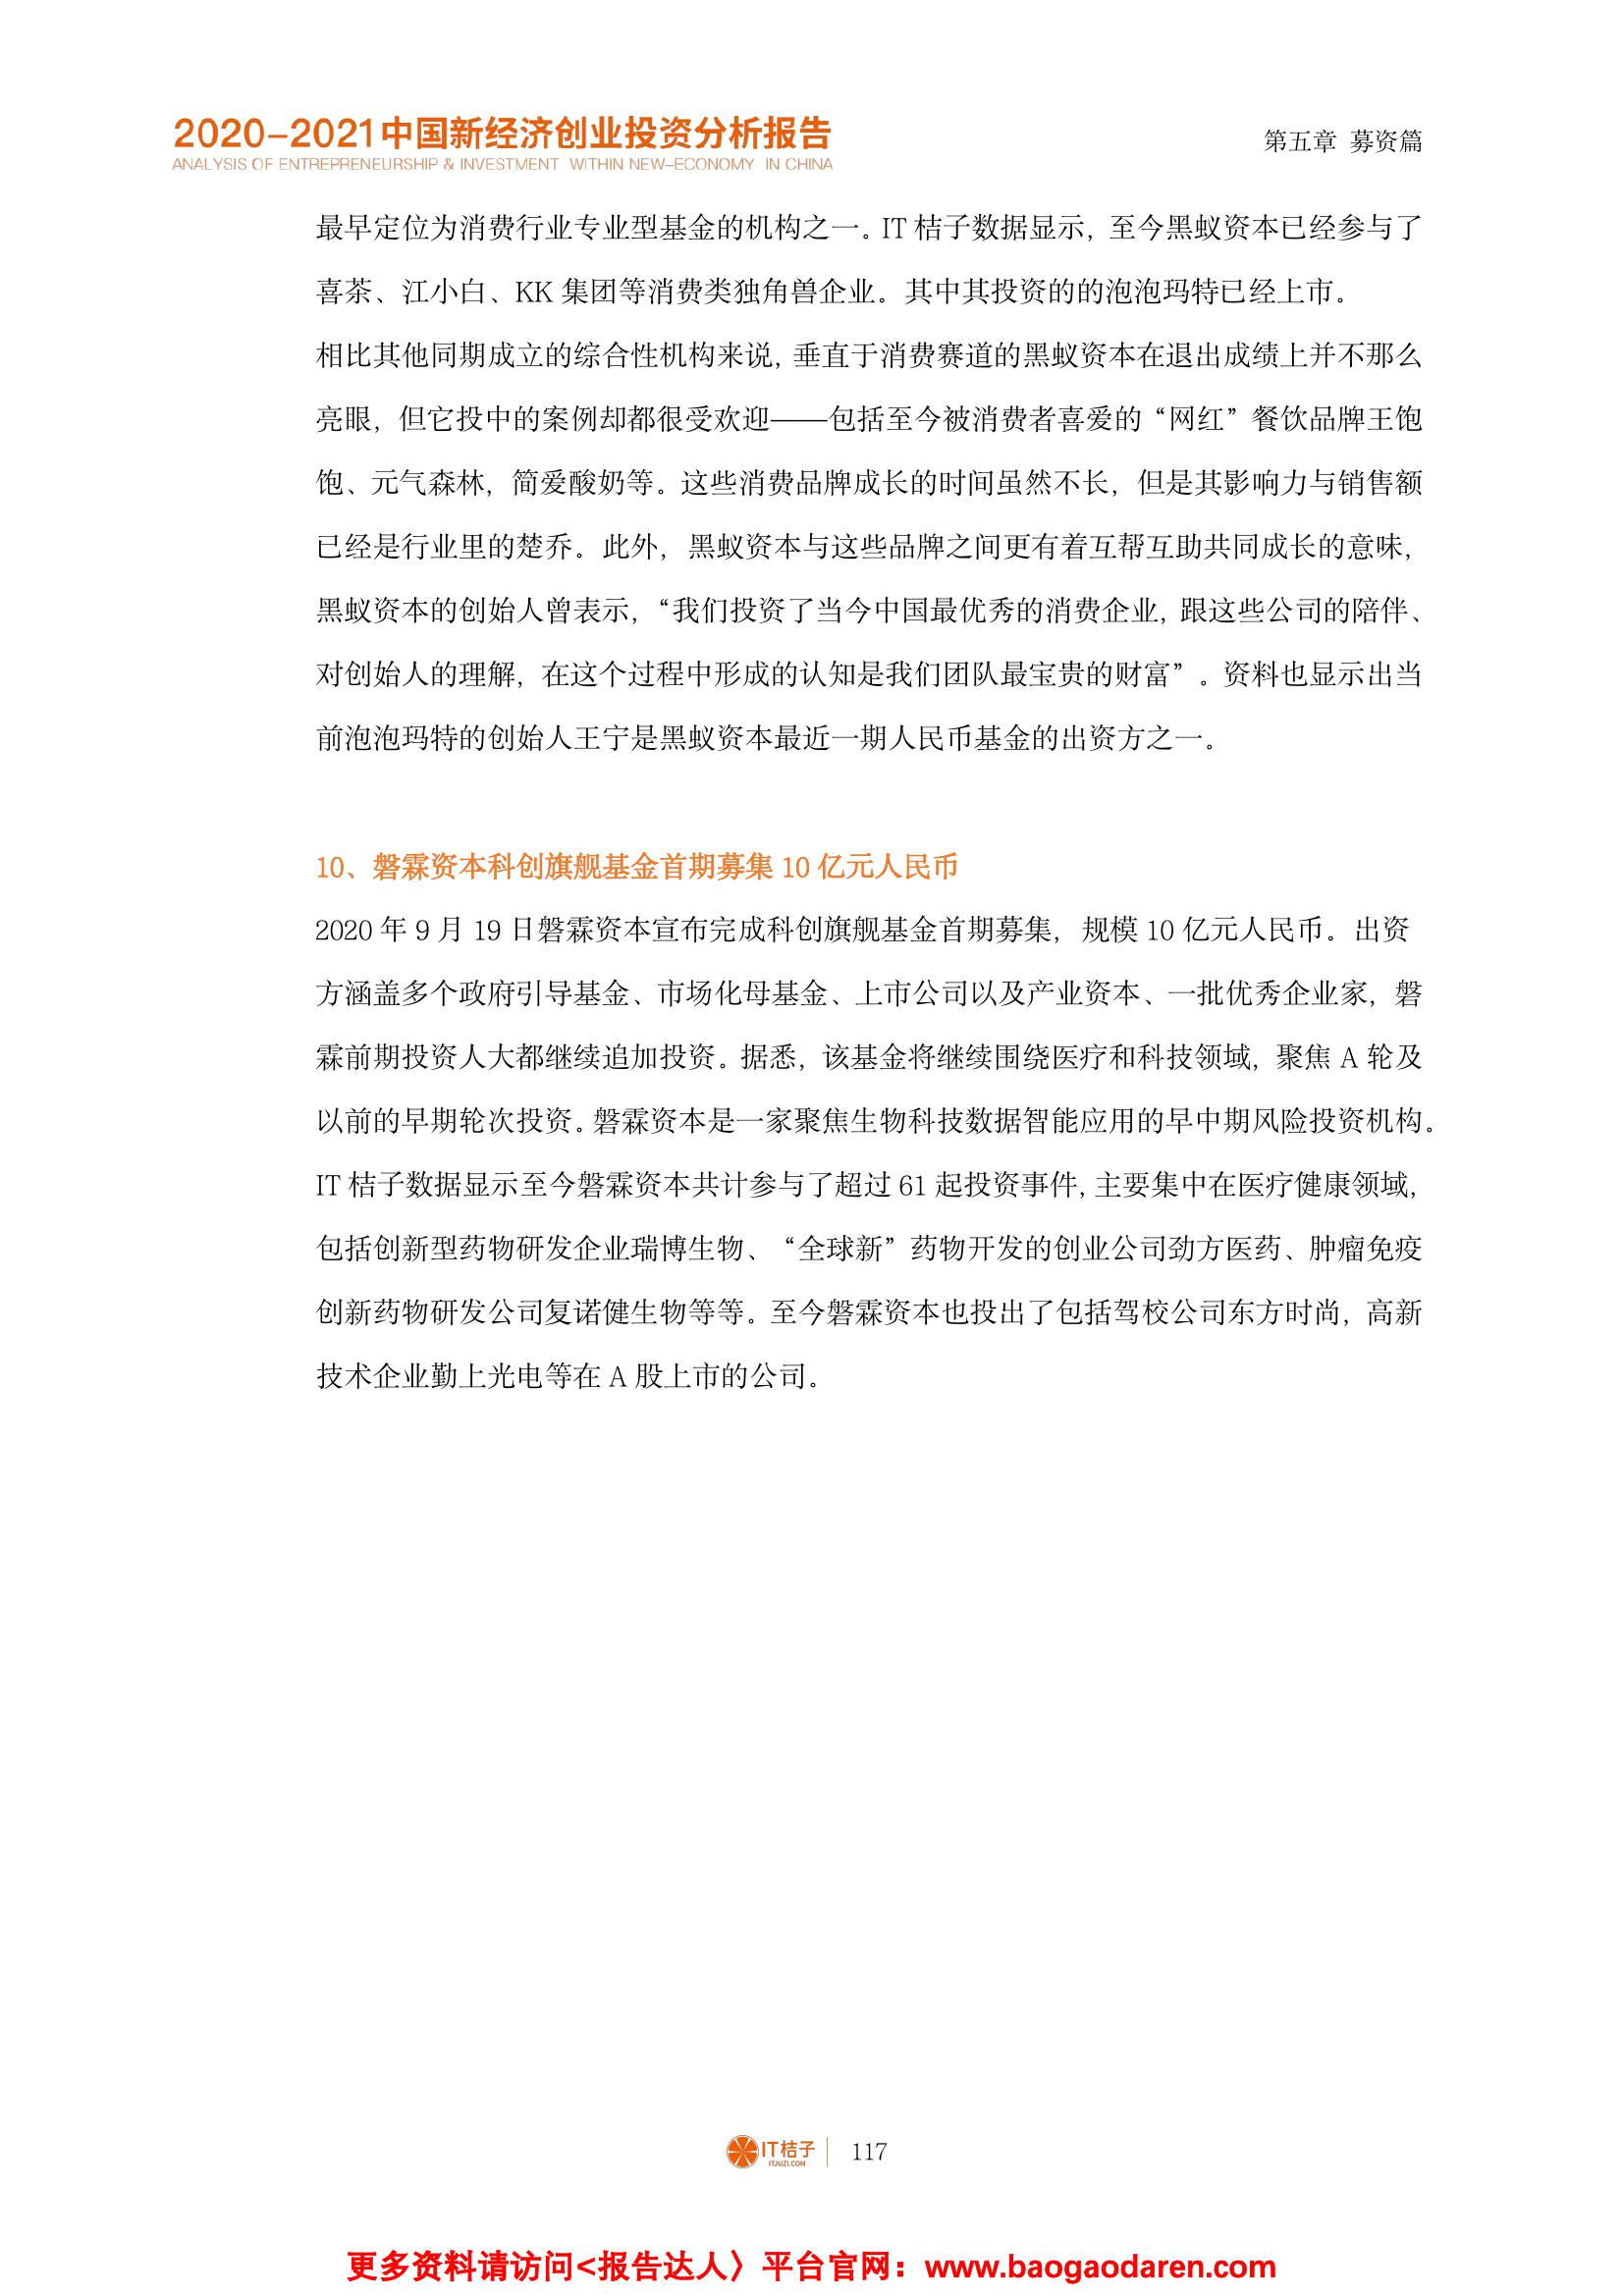 2020-2021中国新经济创业投资分析报告
ANALYSIS OF ENTREPRENEURSHIP & INVESTMENT WITHIN NEW-ECONOMY IN CHINA
第五章 募资篇
最早定位为消费行业专业型基金的机构之一。IT 桔子数据显示，至今黑蚁资本已经参与了
喜茶、江小白、KK 集团等消费类独角兽企业。其中其投资的的泡泡玛特已经上市。
相比其他同期成立的综合性机构来说，垂直于消费赛道的黑蚁资本在退出成绩上并不那么
亮眼，但它投中的案例却都很受欢迎——包括至今被消费者喜爱的“网红”餐饮品牌王饱
饱、元气森林，简爱酸奶等。这些消费品牌成长的时间虽然不长，但是其影响力与销售额
已经是行业里的楚乔。此外，黑蚁资本与这些品牌之间更有着互帮互助共同成长的意味，
黑蚁资本的创始人曾表示，“我们投资了当今中国最优秀的消费企业，跟这些公司的陪伴、
对创始人的理解，在这个过程中形成的认知是我们团队最宝贵的财富”。资料也显示出当
前泡泡玛特的创始人王宁是黑蚁资本最近一期人民币基金的出资方之一。
10、磐霖资本科创旗舰基金首期募集 10 亿元人民币
2020 年 9 月 19 日磐霖资本宣布完成科创旗舰基金首期募集，规模 10 亿元人民币。出资
方涵盖多个政府引导基金、市场化母基金、上市公司以及产业资本、一批优秀企业家，磐
霖前期投资人大都继续追加投资。据悉，该基金将继续围绕医疗和科技领域，聚焦 A 轮及
以前的早期轮次投资。磐霖资本是一家聚焦生物科技数据智能应用的早中期风险投资机构。
IT 桔子数据显示至今磐霖资本共计参与了超过 61 起投资事件，主要集中在医疗健康领域，
包括创新型药物研发企业瑞博生物、“全球新”药物开发的创业公司劲方医药、肿瘤免疫
创新药物研发公司复诺健生物等等。至今磐霖资本也投出了包括驾校公司东方时尚，高新
技术企业勤上光电等在 A 股上市的公司。
IT桔子
ITJUZI.COM
117
更多资料请访问<报告达人〉平台官网：www.baogaodaren.com